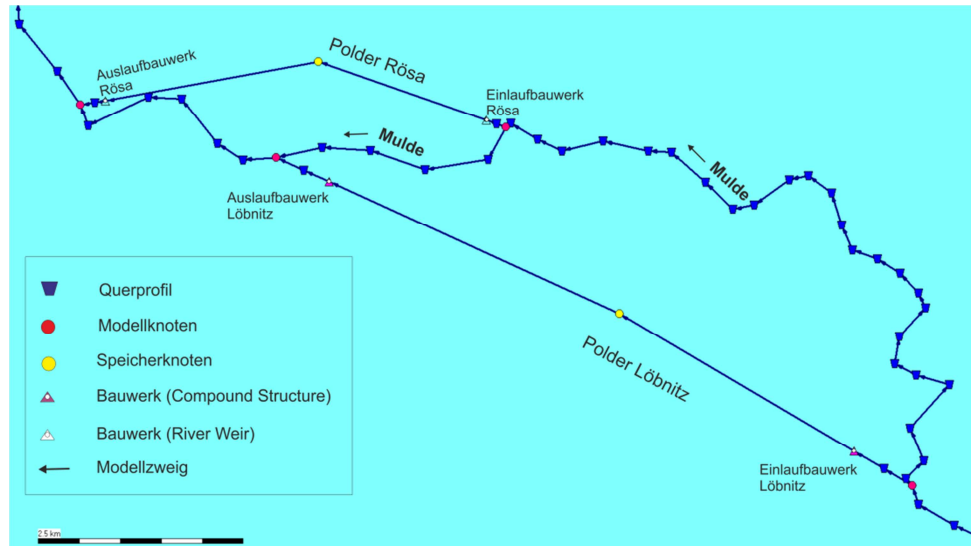 Auslaufbauwerk
Rösa
Polder Rösa
Einlaufbauwerk
Rösa
Mulde
Mulde
Auslaufbauwerk
Löbnitz
Polder Löbnitz
Einlaufbauwerk
Löbnitz
Querprofil
Modellknoten
Speicherknoten
Bauwerk (Compound Structure)
Bauwerk (River Weir)
Modellzweig
2.5 km